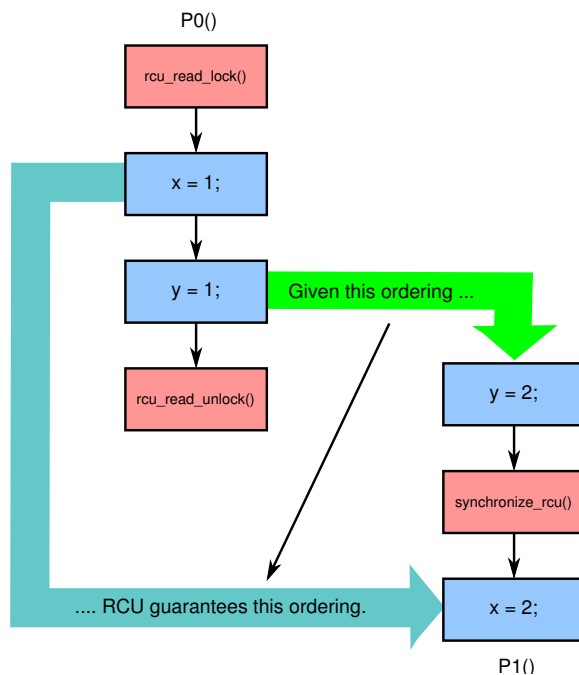 P0()
rcu_read_lock()
x = 1;
y = 1;
Given this ordering ...
rcu_read_unlock()
y = 2;
synchronize_rcu()
.... RCU guarantees this ordering.
x = 2;
P1()